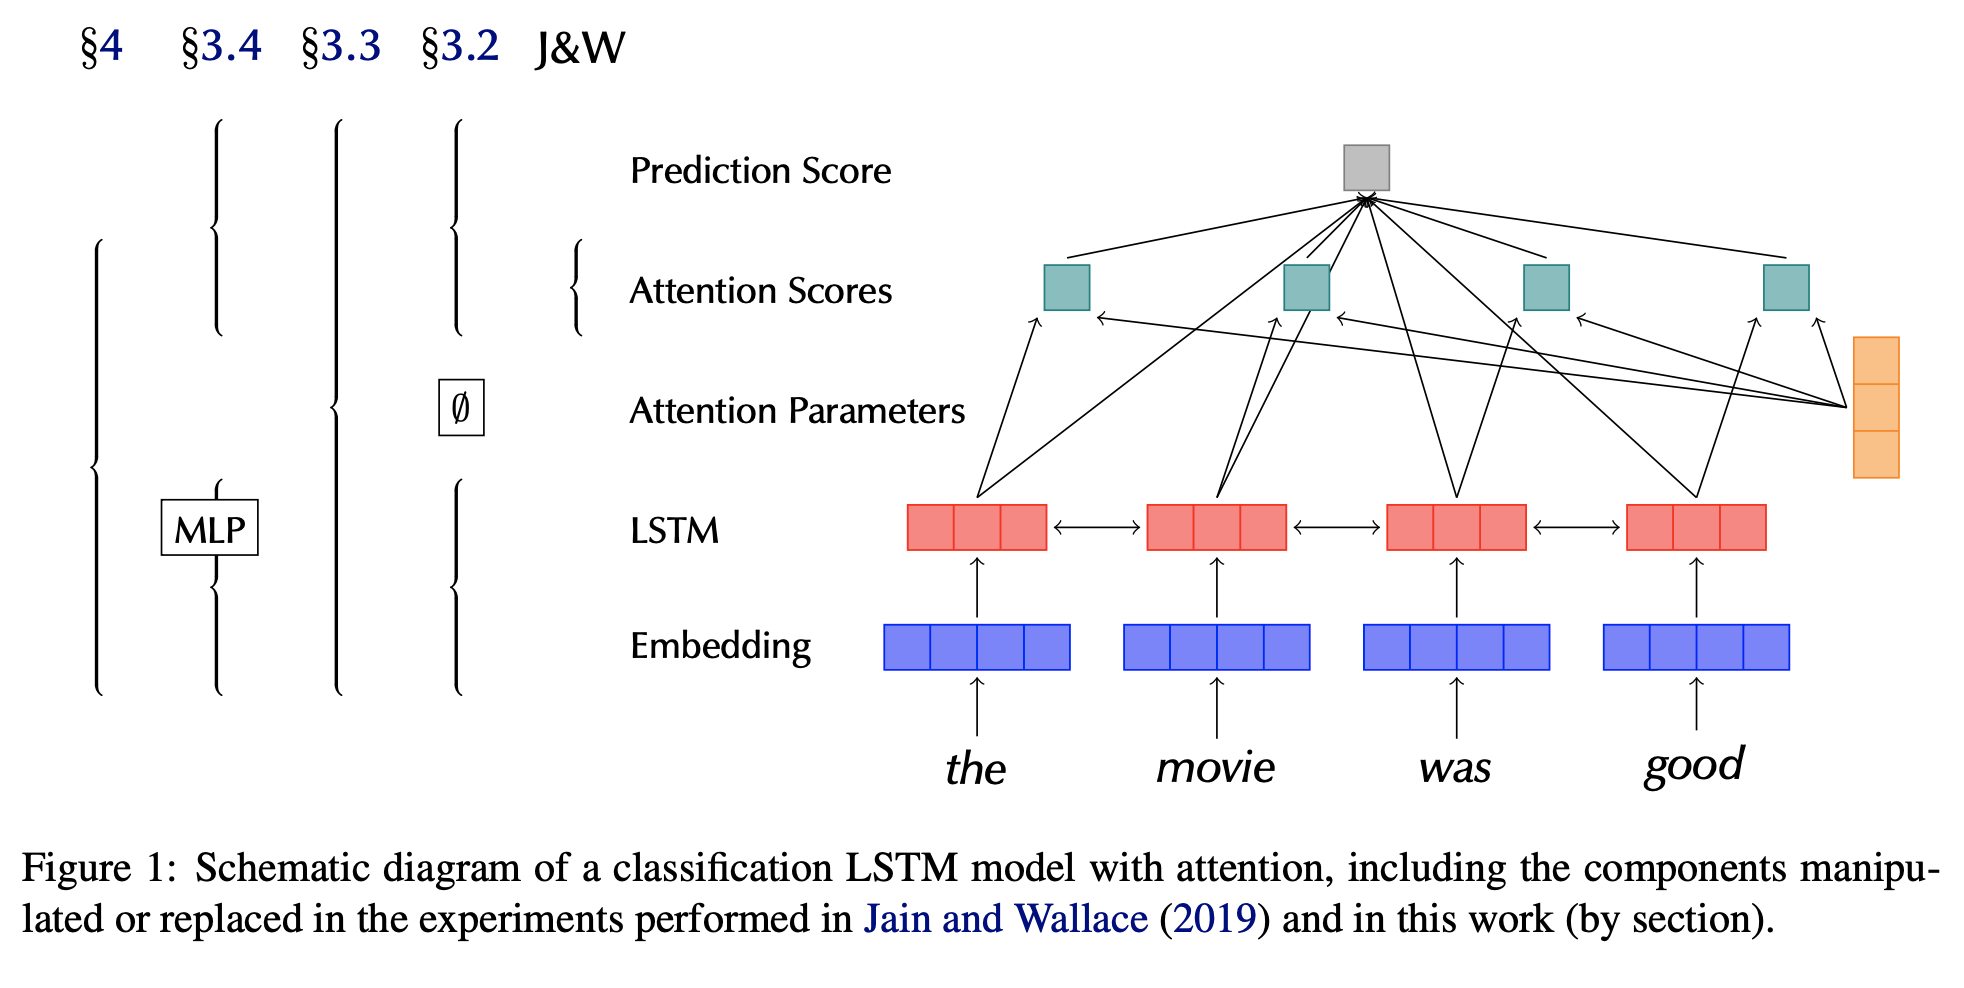 §4 §3.4 §3.3 §3.2 J&W
Prediction Score
Attention Scores
∅ Attention Parameters
MLP LSTM
Embedding
the movie was good
Figure 1: Schematic diagram of a classification LSTM model with attention, including the components manipu-
lated or replaced in the experiments performed in Jain and Wallace (2019) and in this work (by section).